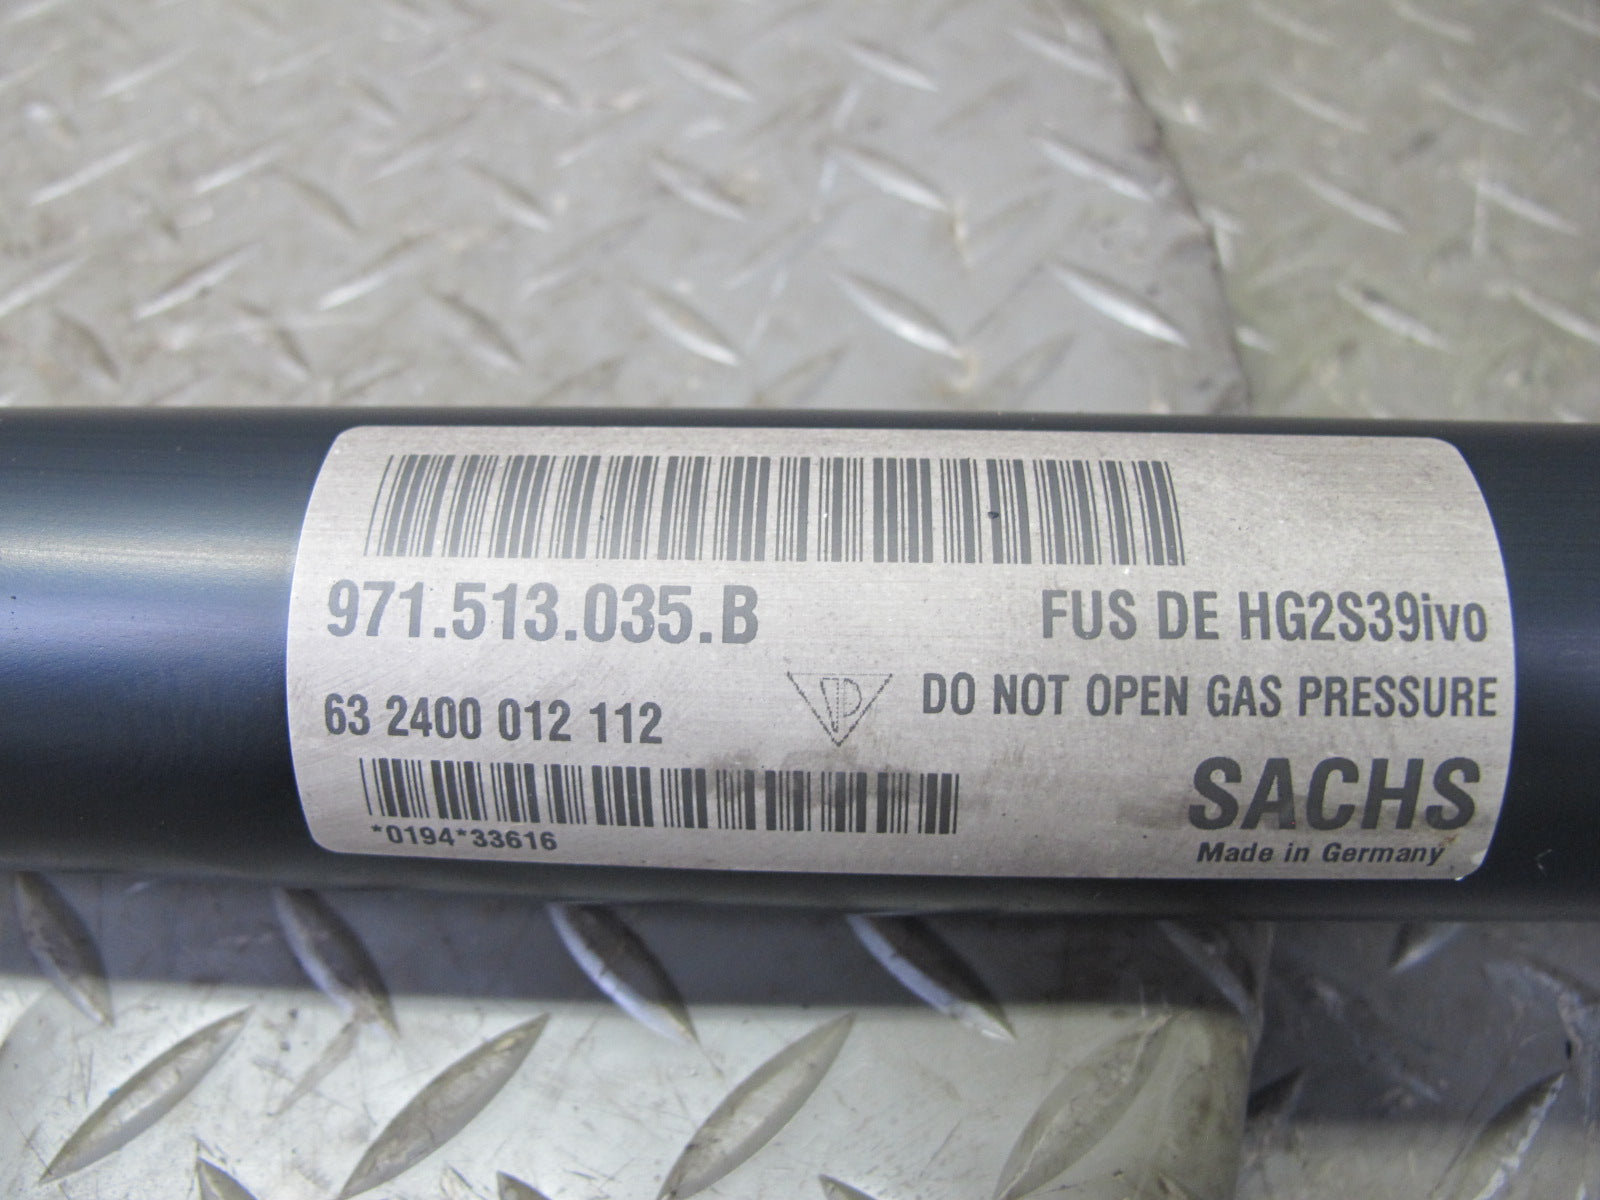 971.513.035.B
FUS DE HG2S39ivo
63 2400 012 112
DO NOT OPEN GAS PRESSURE
SACHS
*0194*33616
Made in Germany